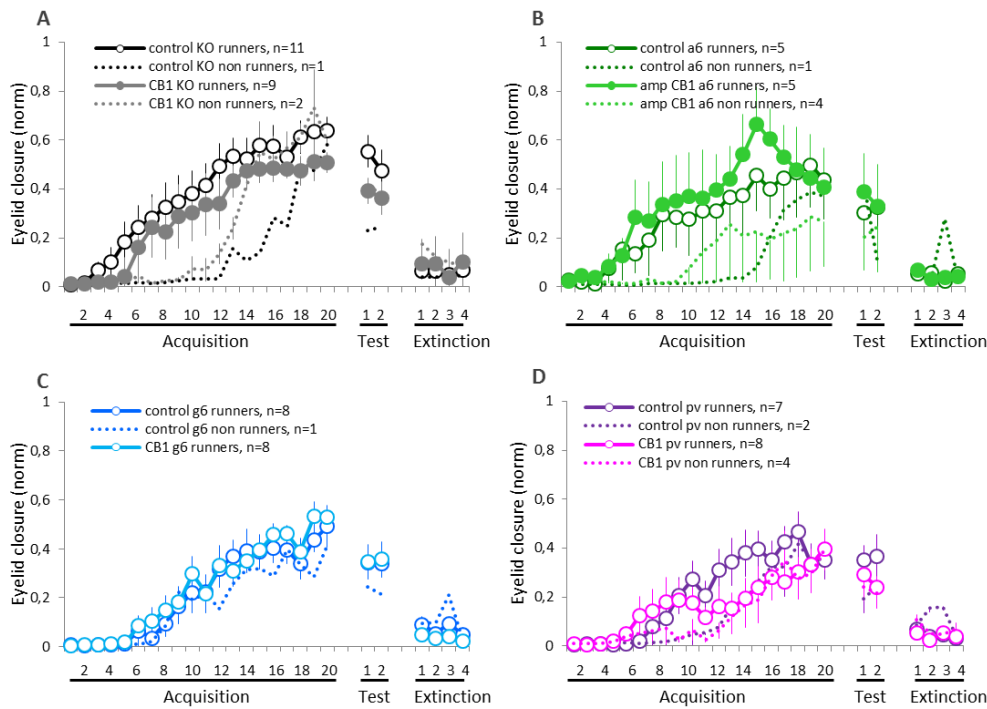 A
control KO runners, n=11
control KO non runners, n=1
CB1 KO runners, n=9
CB1 KO non runners, n=2
Eyelid closure (norm)
1
0,8
0,6
0,4
0,2
0
2 4 6 8 10 12 14 16 18 20 1 2 1 2 3 4
Acquisition Test Extinction
B
control a6 runners, n=5
control a6 non runners, n=1
amp CB1 a6 runners, n=5
amp CB1 a6 non runners, n=4
Eyelid closure (norm)
1
0,8
0,6
0,4
0,2
0
2 4 6 8 10 12 14 16 18 20 1 2 1 2 3 4
Acquisition Test Extinction
C
control g6 runners, n=8
control g6 non runners, n=1
CB1 g6 runners, n=8
Eyelid closure (norm)
1
0,8
0,6
0,4
0,2
0
2 4 6 8 10 12 14 16 18 20 1 2 1 2 3 4
Acquisition Test Extinction
D
control pv runners, n=7
control pv non runners, n=2
CB1 pv runners, n=8
CB1 pv non runners, n=4
Eyelid closure (norm)
1
0,8
0,6
0,4
0,2
0
2 4 6 8 10 12 14 16 18 20 1 2 1 2 3 4
Acquisition Test Extinction